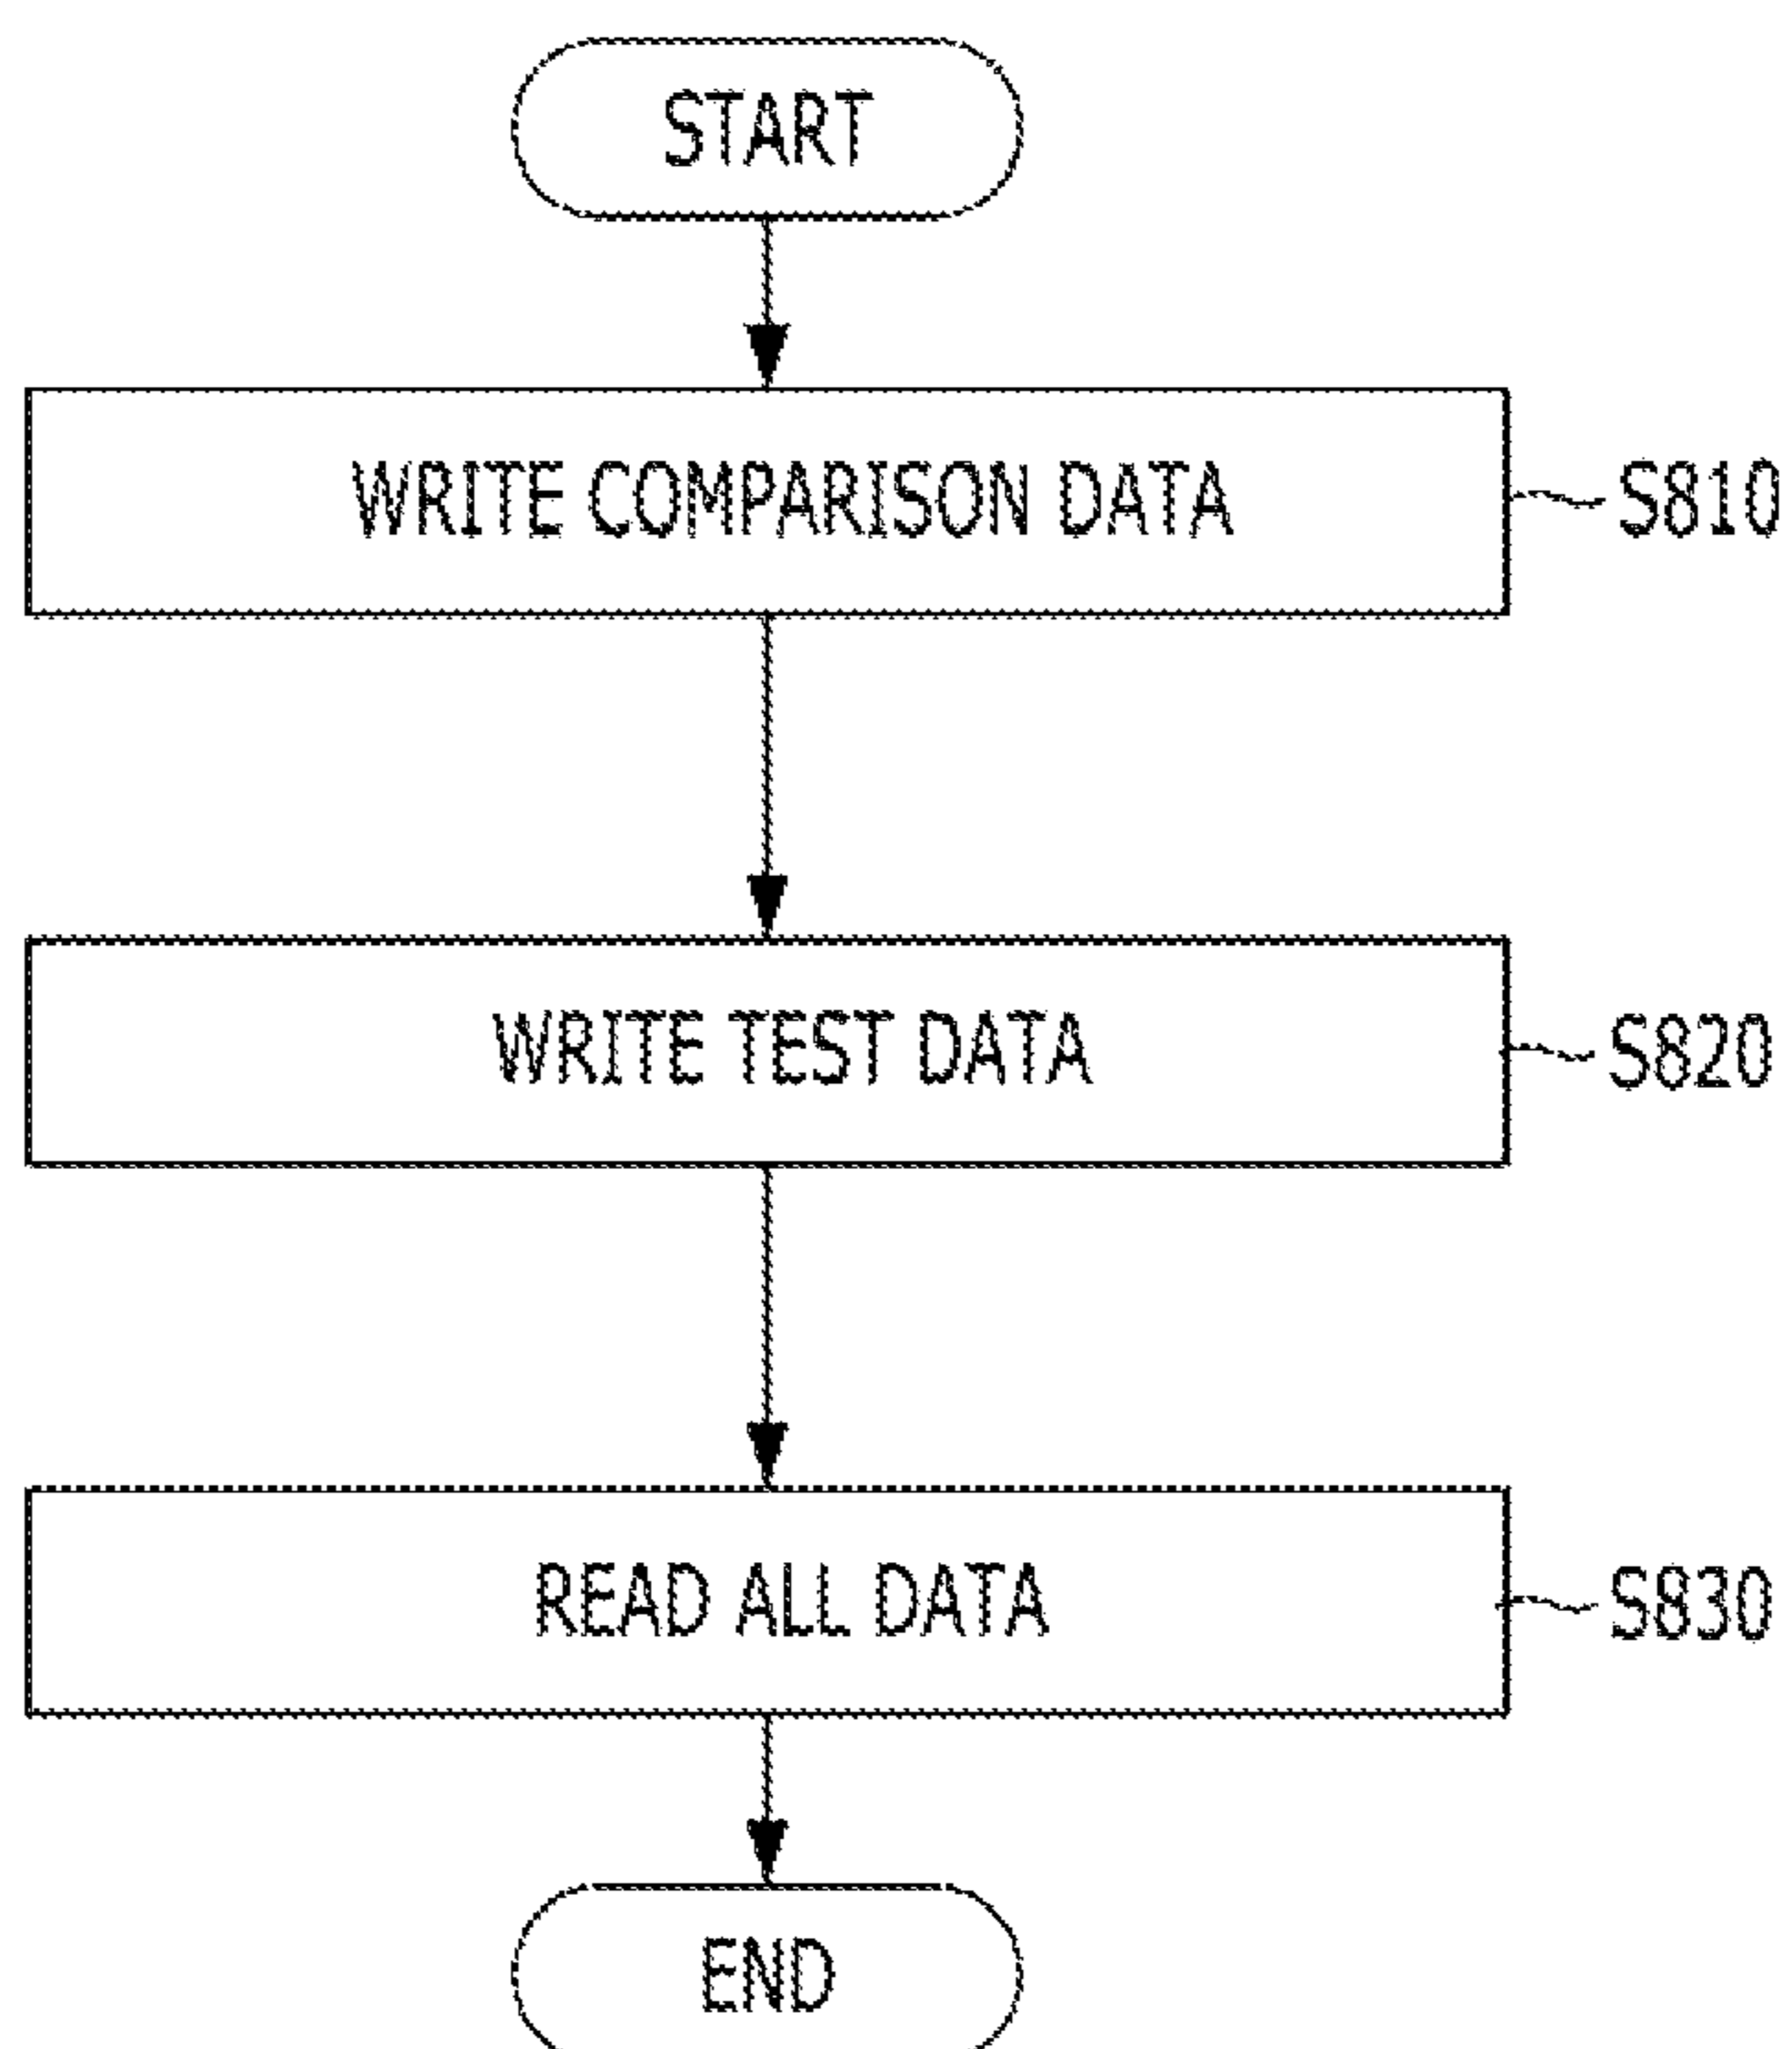 START
WRITE COMPARISON DATA
S810
WRITE TEST DATA
S820
READ ALL DATA
S830
END